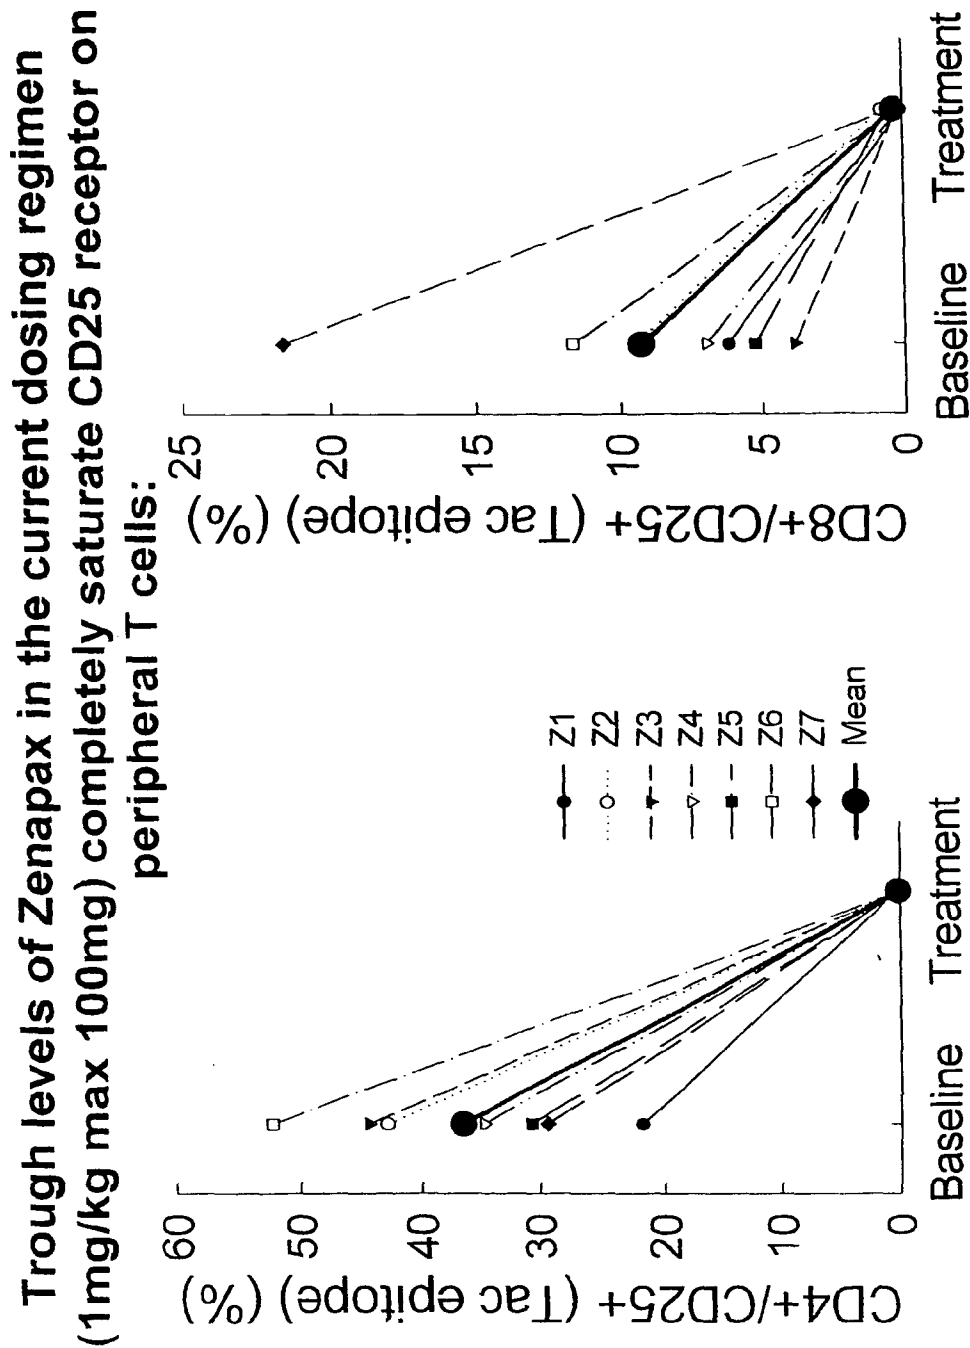 Trough levels of Zenapax in the current dosing regimen
(1mg/kg max 100mg) completely saturate CD25 receptor on
peripheral T cells:
CD4+/CD25+ (Tac epitope) (%)
60
50
40
30
20
10
0
Baseline Treatment
Z1
Z2
Z3
Z4
Z5
Z6
Z7
Mean
CD8+/CD25+ (Tac epitope) (%)
25
20
15
10
5
0
Baseline Treatment